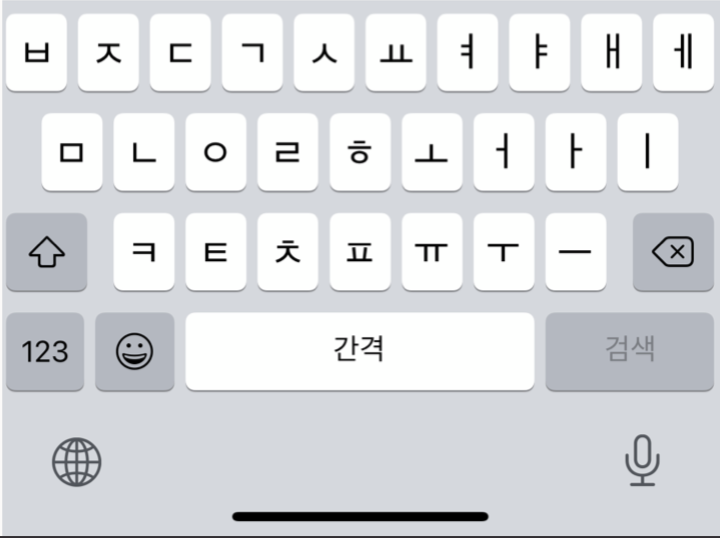 ㅂ ㅈ ㄷ ㄱ ㅅ ㅛ ㅕ ㅑ ㅐ ㅔ
ㅁ ㄴ ㅇ ㄹ ㅎ ㅗ ㅓ ㅏ ㅣ
ㅋ ㅌ ㅊ ㅍ ㅠ ㅜ ㅡ
123 간격 검색